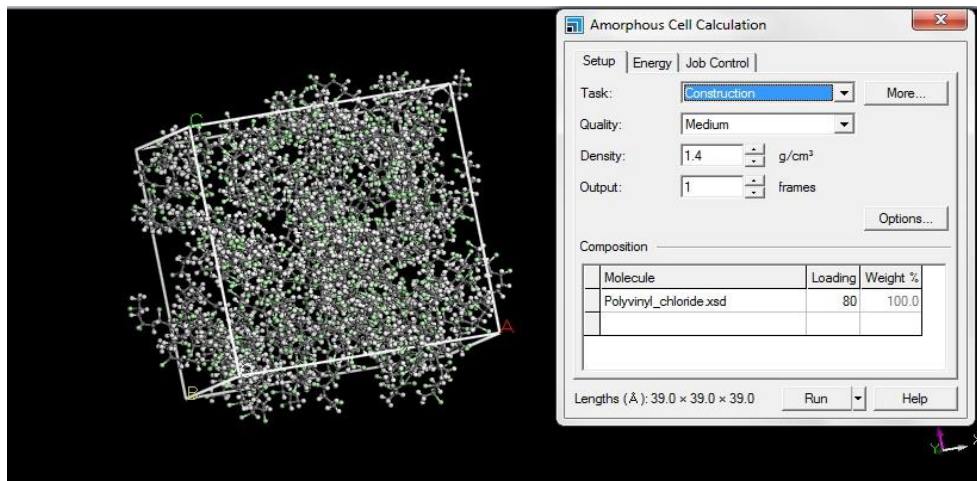 Amorphous Cell Calculation
Setup Energy Job Control
Task: Construction More...
Quality: Medium
Density: 1.4 g/cm³
Output: 1 frames
Options...
Composition
Molecule Loading Weight %
Polyvinyl_chloride.xsd 80 100.0
Lengths (Å): 39.0 × 39.0 × 39.0 Run Help
C
A
O
B
Y
X